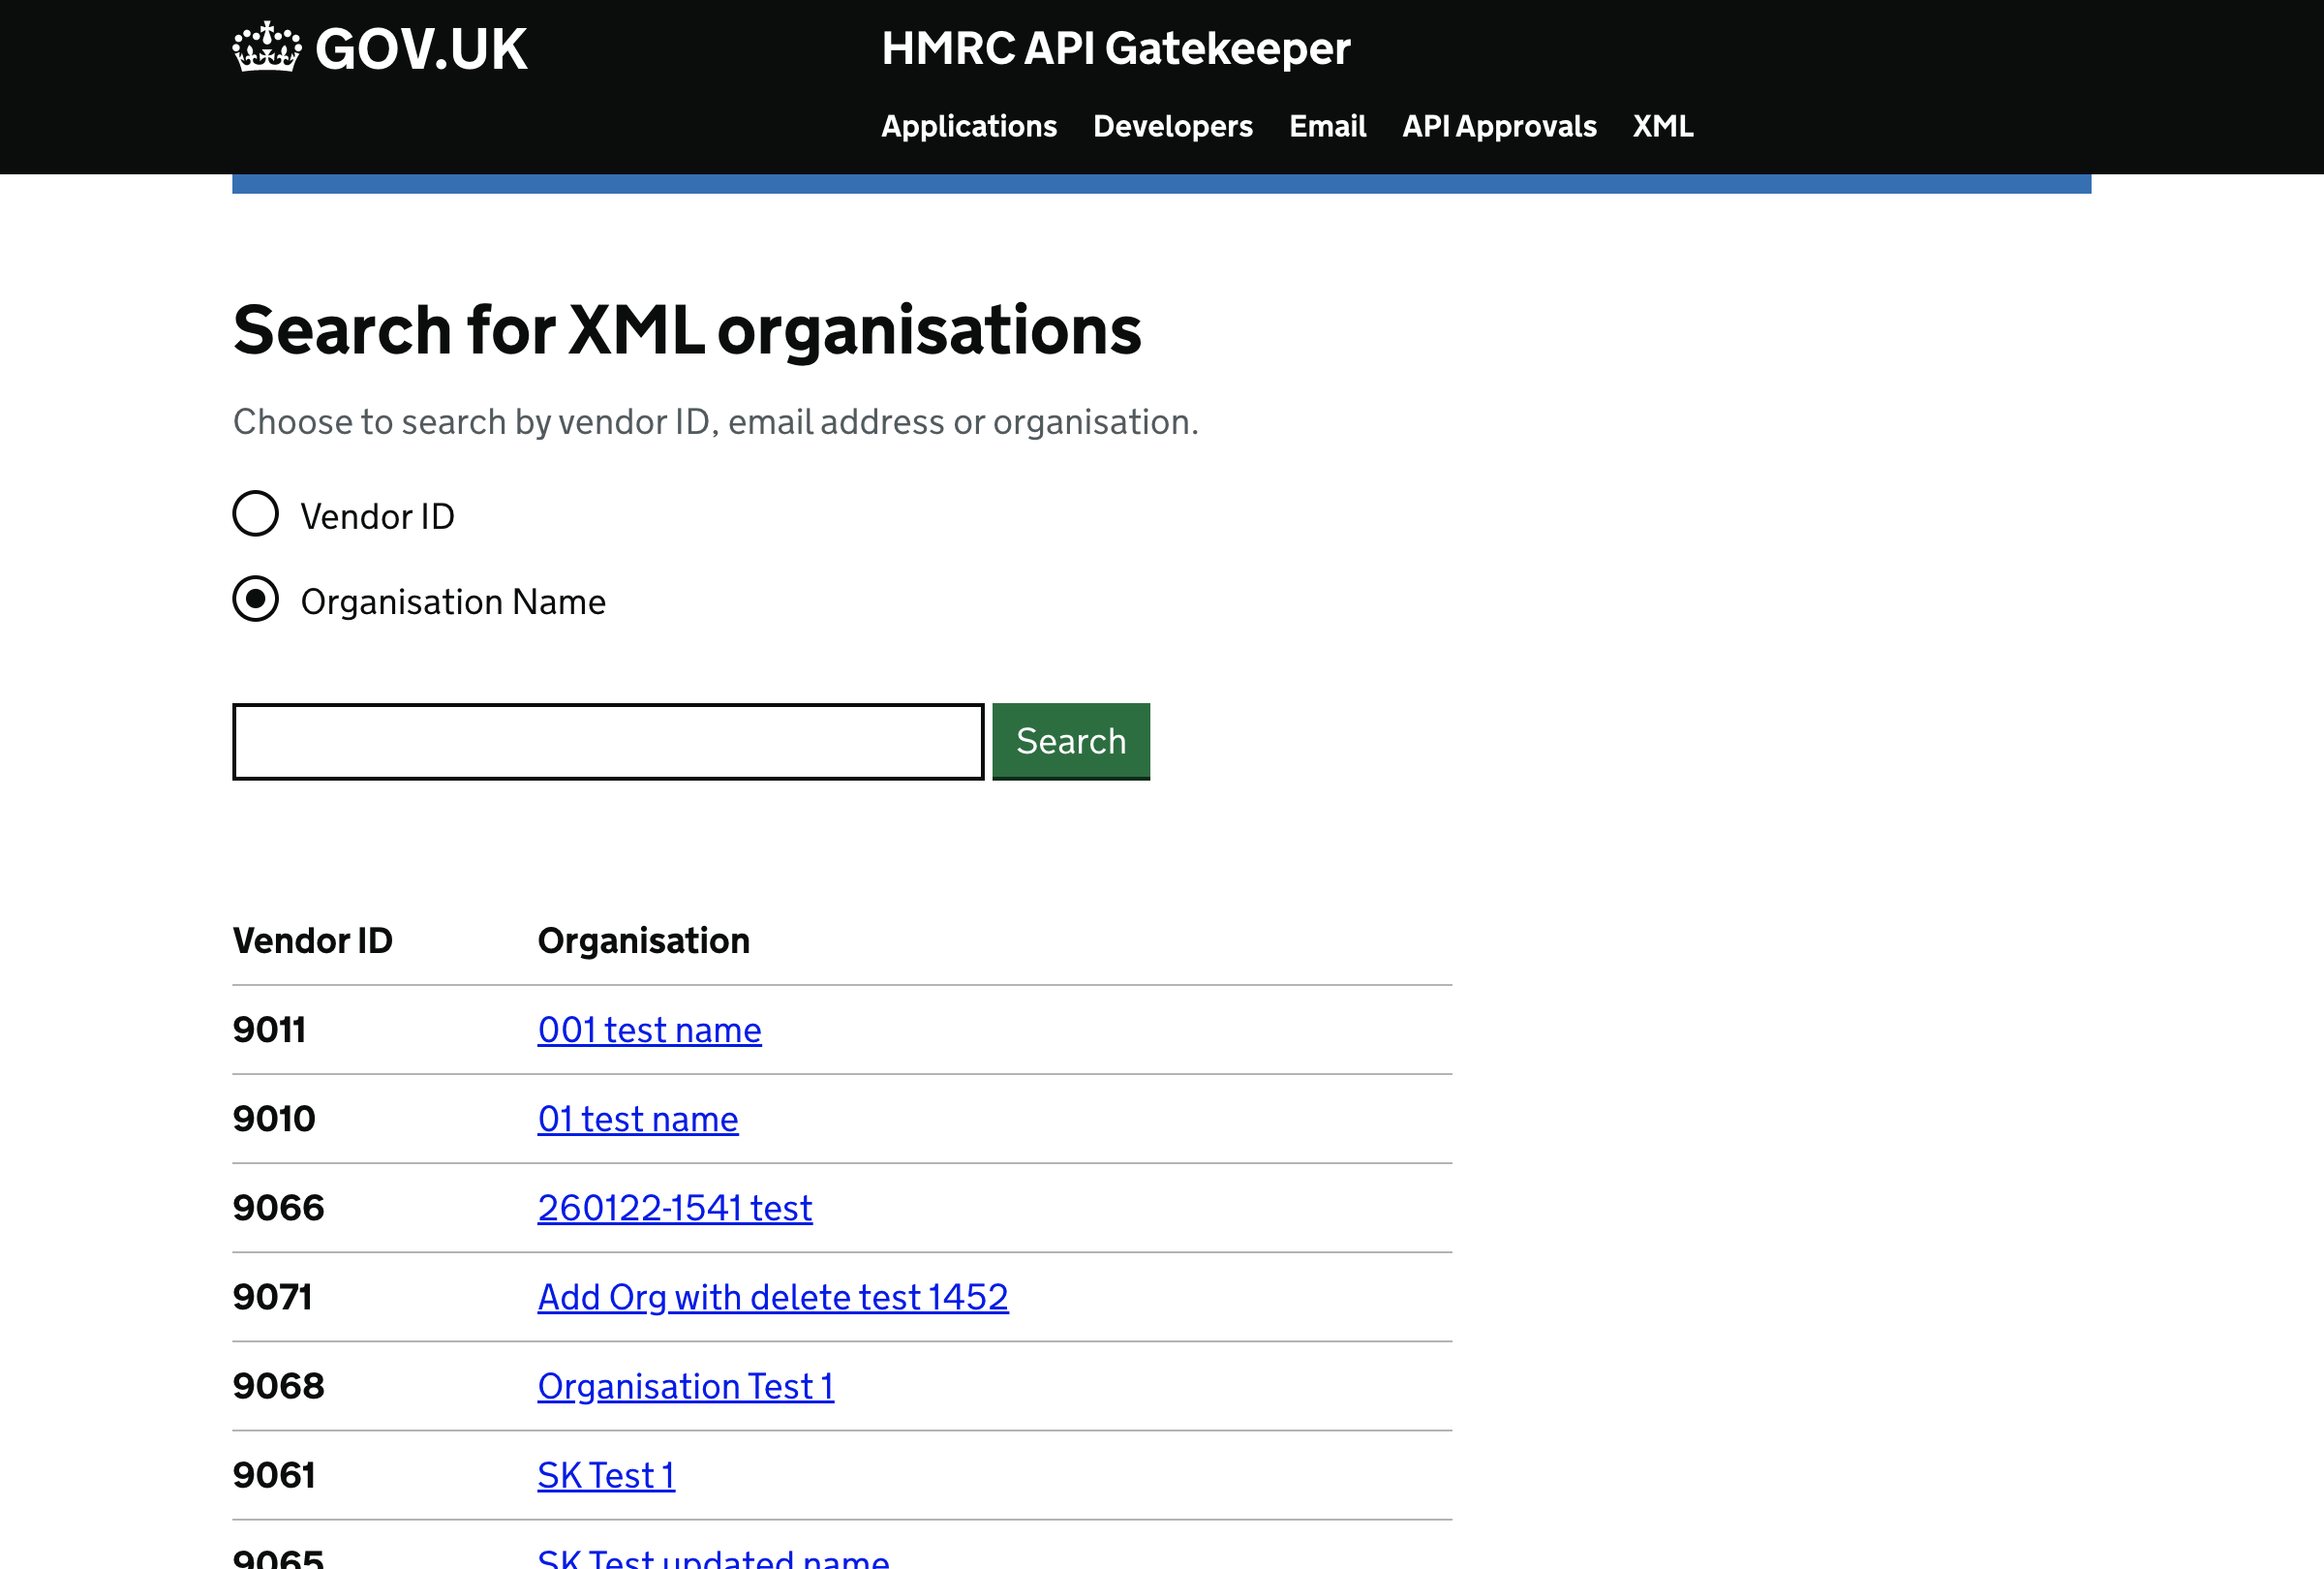 GOV.UK
HMRC API Gatekeeper
Applications Developers Email API Approvals XML
Search for XML organisations
Choose to search by vendor ID, email address or organisation.
Vendor ID
Organisation Name
Search
Vendor ID Organisation
9011 001 test name
9010 01 test name
9066 260122-1541 test
9071 Add Org with delete test 1452
9068 Organisation Test 1
9061 SK Test 1
9065 SK Test updated name